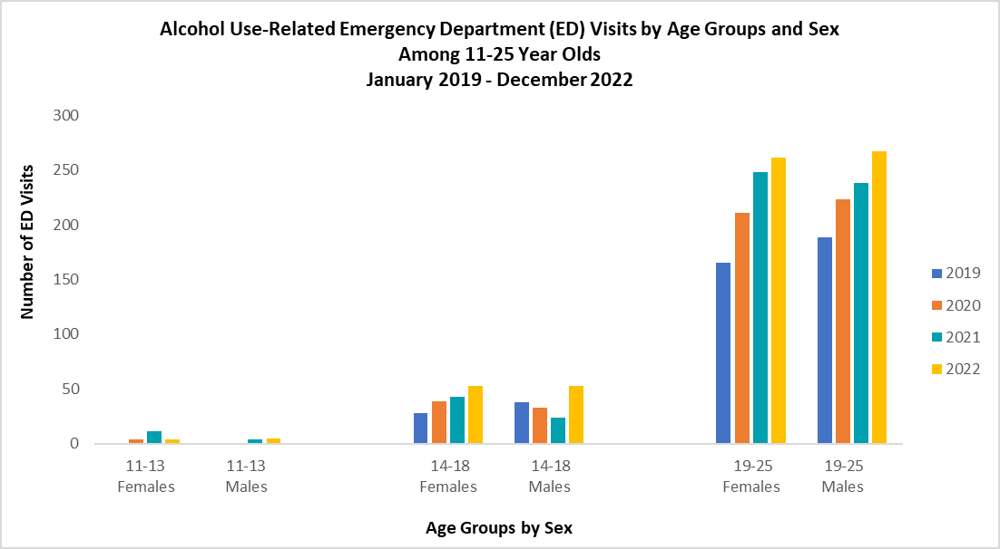 Alcohol Use-Related Emergency Department (ED) Visits by Age Groups and Sex
Among 11-25 Year Olds
January 2019 - December 2022
Number of ED Visits
300
250
200
150
100
50
0
11-13 Females
11-13 Males
14-18 Females
14-18 Males
19-25 Females
19-25 Males
Age Groups by Sex
2019
2020
2021
2022